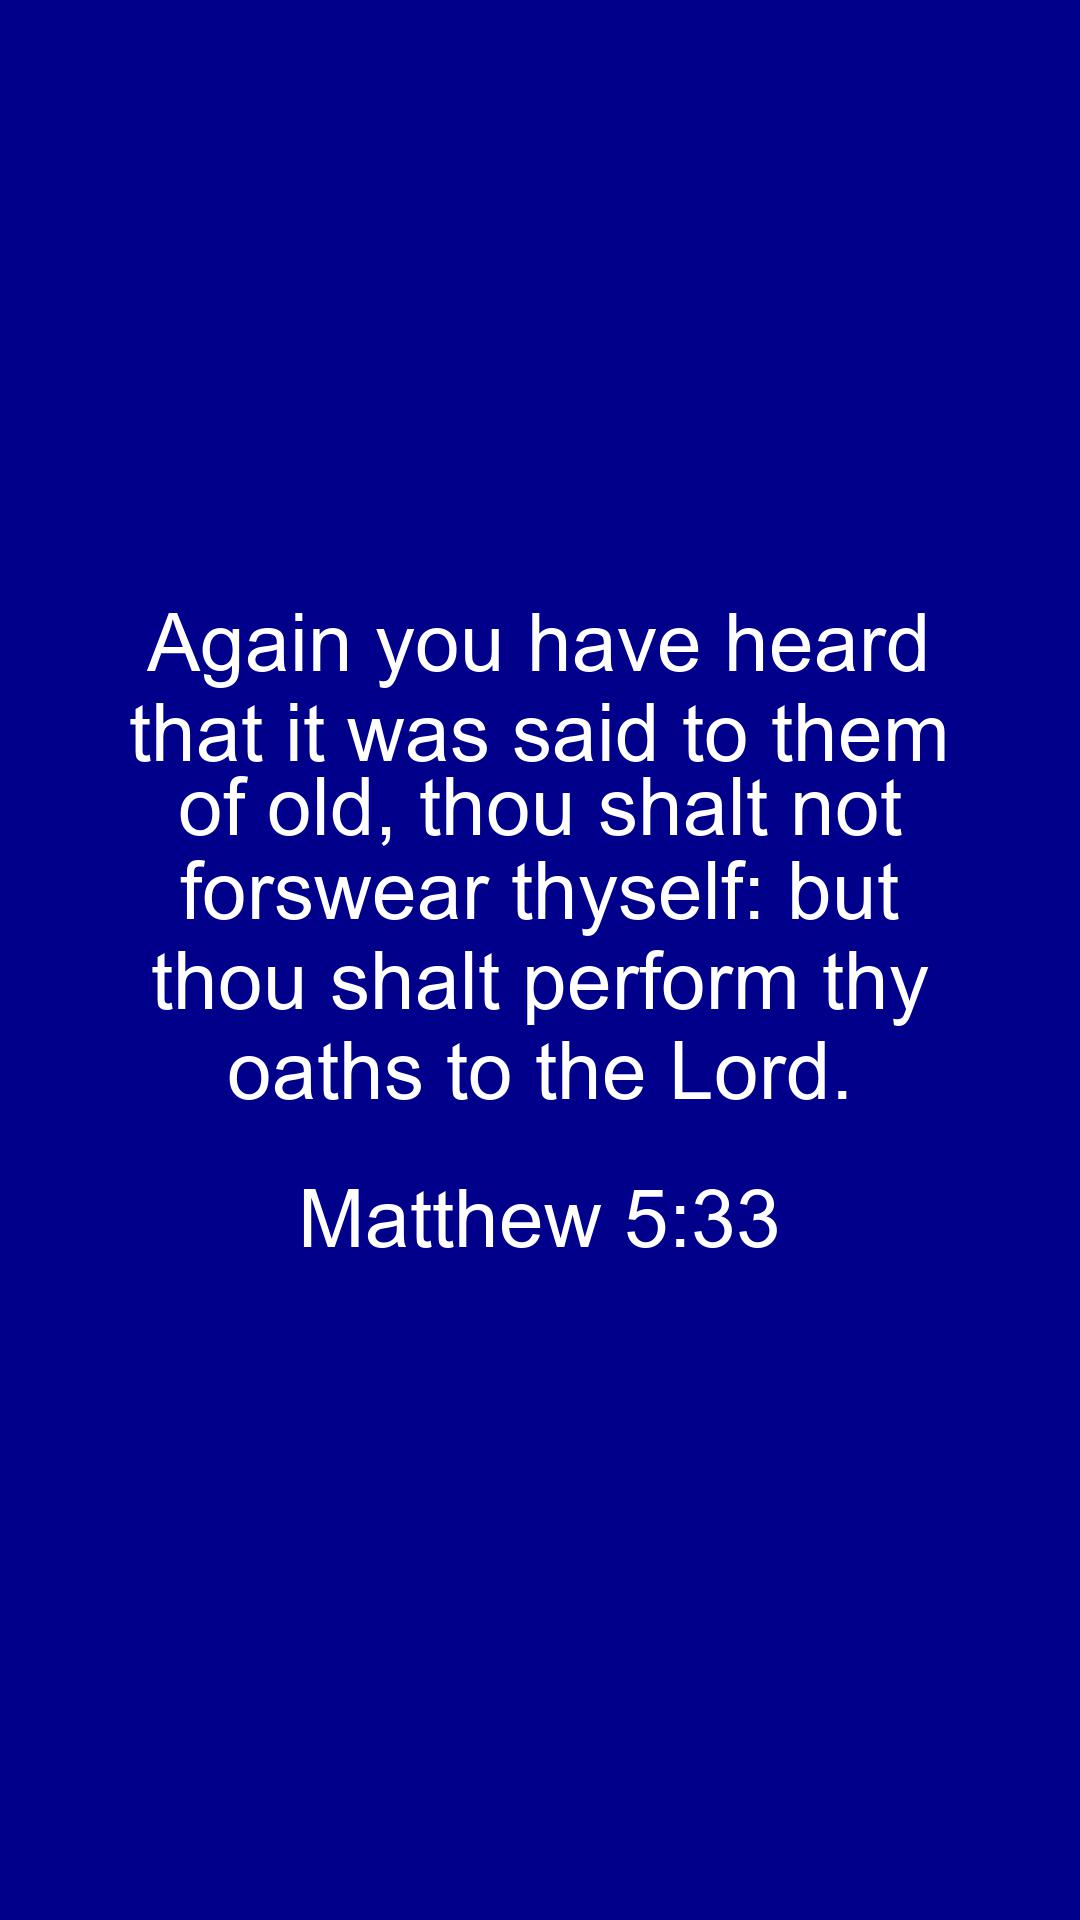 Again you have heard
that it was said to them
of old, thou shalt not
forswear thyself: but
thou shalt perform thy
oaths to the Lord.
Matthew 5:33